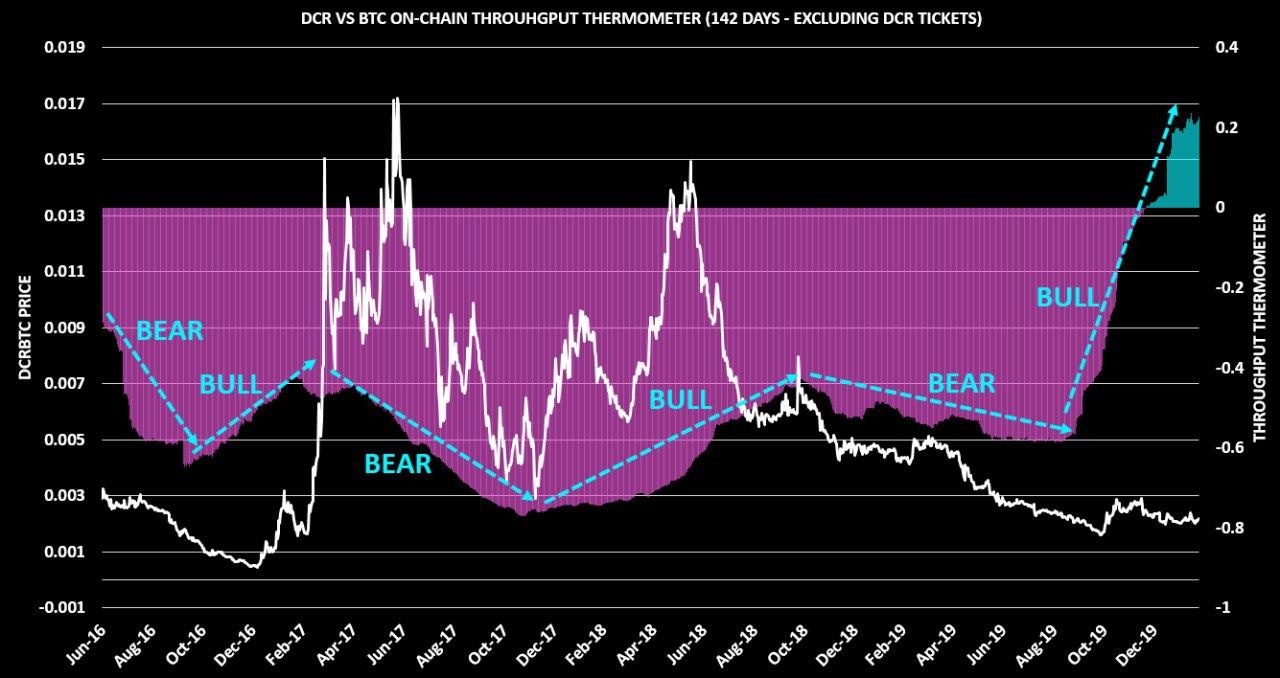 DCR VS BTC ON-CHAIN THROUHGPUT THERMOMETER (142 DAYS - EXCLUDING DCR TICKETS)
0.019
0.017
0.015
0.013
0.011
0.009
0.007
0.005
0.003
0.001
-0.001
DCRBTC PRICE
BEAR
BULL
BEAR
BULL
BEAR
BULL
0.4
0.2
0
-0.2
-0.4
-0.6
-0.8
-1
THROUGHPUT THERMOMETER
Jun-16
Aug-16
Oct-16
Dec-16
Feb-17
Apr-17
Jun-17
Aug-17
Oct-17
Dec-17
Feb-18
Apr-18
Jun-18
Aug-18
Oct-18
Dec-18
Feb-19
Apr-19
Jun-19
Aug-19
Oct-19
Dec-19